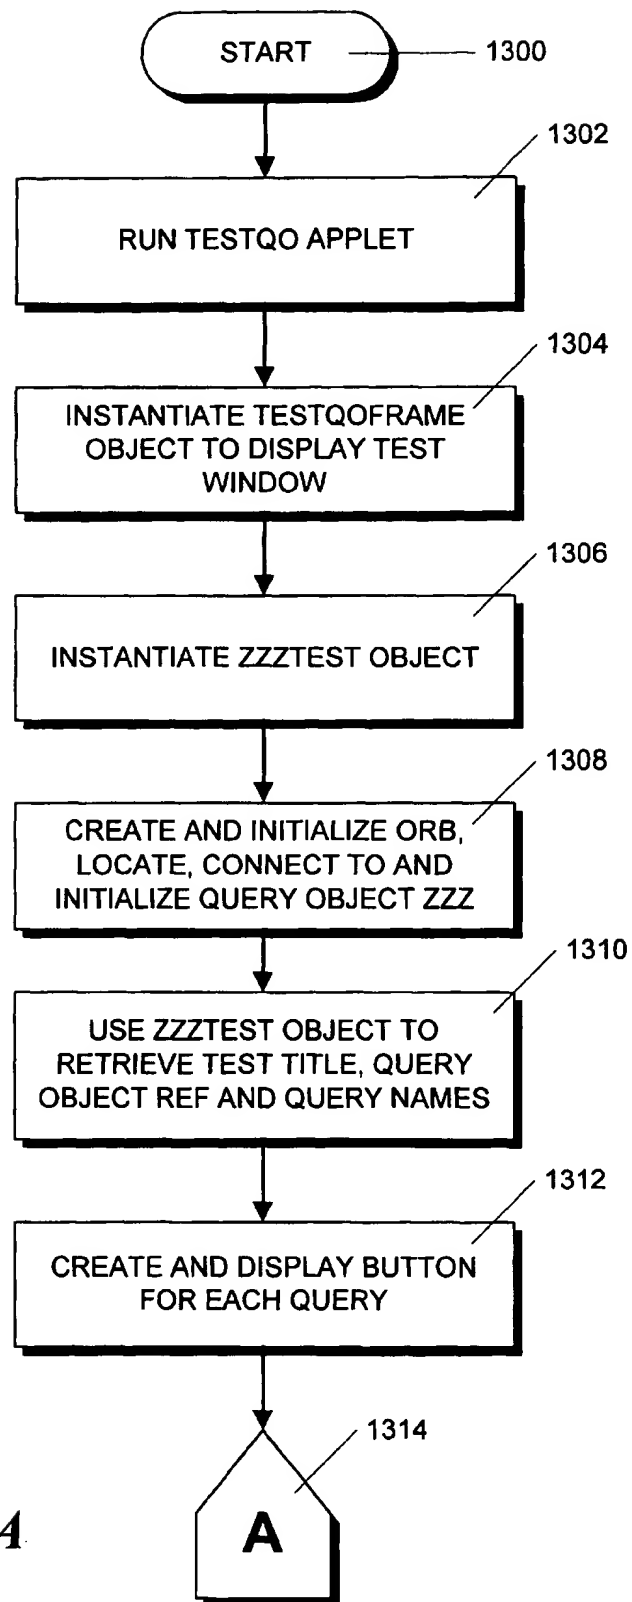 START
1300
1302
RUN TESTQO APPLET
1304
INSTANTIATE TESTQOFRAME
OBJECT TO DISPLAY TEST
WINDOW
1306
INSTANTIATE ZZZTEST OBJECT
1308
CREATE AND INITIALIZE ORB,
LOCATE, CONNECT TO AND
INITIALIZE QUERY OBJECT ZZZ
1310
USE ZZZTEST OBJECT TO
RETRIEVE TEST TITLE, QUERY
OBJECT REF AND QUERY NAMES
1312
CREATE AND DISPLAY BUTTON
FOR EACH QUERY
1314
A
A